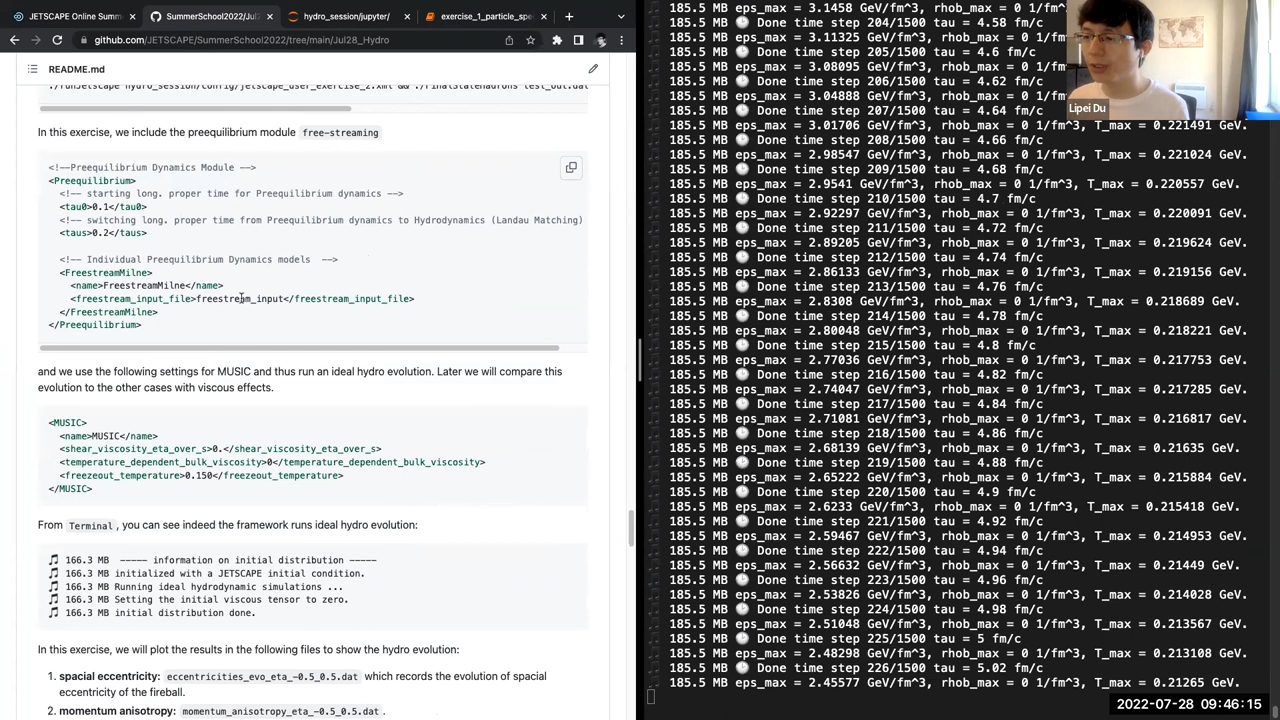 JETSCAPE Online Summ
SummerSchool2022/Jul2
hydro_session/jupyter/
exercise_1_particle_spe
github.com/JETSCAPE/SummerSchool2022/tree/main/Jul28_Hydro
README.md
In this exercise, we include the preequilibrium module free-streaming
<!--Preequilibrium Dynamics Module -->
<Preequilibrium>
<!-- starting long. proper time for Preequilibrium dynamics -->
<tau0>0.1</tau0>
<!-- switching long. proper time from Preequilibrium dynamics to Hydrodynamics (Landau Matching)
<taus>0.2</taus>
<!-- Individual Preequilibrium Dynamics models -->
<FreestreamMilne>
<name>FreestreamMilne</name>
<freestream_input_file>freestream_input</freestream_input_file>
</FreestreamMilne>
</Preequilibrium>
and we use the following settings for MUSIC and thus run an ideal hydro evolution. Later we will compare this
evolution to the other cases with viscous effects.
<MUSIC>
<name>MUSIC</name>
<shear_viscosity_eta_over_s>0.</shear_viscosity_eta_over_s>
<temperature_dependent_bulk_viscosity>0</temperature_dependent_bulk_viscosity>
<freezeout_temperature>0.150</freezeout_temperature>
</MUSIC>
From Terminal, you can see indeed the framework runs ideal hydro evolution:
166.3 MB ----- information on initial distribution -----
166.3 MB initialized with a JETSCAPE initial condition.
166.3 MB Running ideal hydrodynamic simulations ...
166.3 MB Setting the initial viscous tensor to zero.
166.3 MB initial distribution done.
In this exercise, we will plot the results in the following files to show the hydro evolution:
1. spacial eccentricity: eccentricities_evo_eta_-0.5_0.5.dat which records the evolution of spacial
eccentricity of the fireball.
2. momentum anisotropy: momentum_anisotropy_eta_-0.5_0.5.dat.
185.5 MB eps_max = 3.1458 GeV/fm^3, rhob_max = 0 1/f
185.5 MB Done time step 204/1500 tau = 4.58 fm/c
185.5 MB eps_max = 3.11325 GeV/fm^3, rhob_max = 0 1/
185.5 MB Done time step 205/1500 tau = 4.6 fm/c
185.5 MB eps_max = 3.08095 GeV/fm^3, rhob_max = 0 1/
185.5 MB Done time step 206/1500 tau = 4.62 fm/c
185.5 MB eps_max = 3.0488 GeV/fm^3, rhob_max = 0 1/f
Lipei Du
185.5 MB Done time step 207/1500 tau = 4.64 fm/c
185.5 MB eps_max = 3.01706 GeV/fm^3, rhob_max = 0 1/fm^3, T_max = 0.221491 GeV.
185.5 MB Done time step 208/1500 tau = 4.66 fm/c
185.5 MB eps_max = 2.98547 GeV/fm^3, rhob_max = 0 1/fm^3, T_max = 0.221024 GeV.
185.5 MB Done time step 209/1500 tau = 4.68 fm/c
185.5 MB eps_max = 2.9541 GeV/fm^3, rhob_max = 0 1/fm^3, T_max = 0.220557 GeV.
185.5 MB Done time step 210/1500 tau = 4.7 fm/c
185.5 MB eps_max = 2.92297 GeV/fm^3, rhob_max = 0 1/fm^3, T_max = 0.220091 GeV.
185.5 MB Done time step 211/1500 tau = 4.72 fm/c
185.5 MB eps_max = 2.89208 GeV/fm^3, rhob_max = 0 1/fm^3, T_max = 0.219624 GeV.
185.5 MB Done time step 212/1500 tau = 4.74 fm/c
185.5 MB eps_max = 2.86133 GeV/fm^3, rhob_max = 0 1/fm^3, T_max = 0.219156 GeV.
185.5 MB Done time step 213/1500 tau = 4.76 fm/c
185.5 MB eps_max = 2.8308 GeV/fm^3, rhob_max = 0 1/fm^3, T_max = 0.218689 GeV.
185.5 MB Done time step 214/1500 tau = 4.78 fm/c
185.5 MB eps_max = 2.80048 GeV/fm^3, rhob_max = 0 1/fm^3, T_max = 0.218221 GeV.
185.5 MB Done time step 215/1500 tau = 4.8 fm/c
185.5 MB eps_max = 2.77036 GeV/fm^3, rhob_max = 0 1/fm^3, T_max = 0.217753 GeV.
185.5 MB Done time step 216/1500 tau = 4.82 fm/c
185.5 MB eps_max = 2.74047 GeV/fm^3, rhob_max = 0 1/fm^3, T_max = 0.217285 GeV.
185.5 MB Done time step 217/1500 tau = 4.84 fm/c
185.5 MB eps_max = 2.71081 GeV/fm^3, rhob_max = 0 1/fm^3, T_max = 0.216817 GeV.
185.5 MB Done time step 218/1500 tau = 4.86 fm/c
185.5 MB eps_max = 2.68139 GeV/fm^3, rhob_max = 0 1/fm^3, T_max = 0.21635 GeV.
185.5 MB Done time step 219/1500 tau = 4.88 fm/c
185.5 MB eps_max = 2.6522 GeV/fm^3, rhob_max = 0 1/fm^3, T_max = 0.215884 GeV.
185.5 MB Done time step 220/1500 tau = 4.9 fm/c
185.5 MB eps_max = GeV/fm^3, rhob_max = 0 1/fm^3, T_max = 0.215418 GeV.
185.5 MB Done time step 221/1500 tau = 4.92 fm/c
185.5 MB eps_max = GeV/fm^3, rhob_max = 0 1/fm^3, T_max = 0.214953 GeV.
185.5 MB Done time step 222/1500 tau = 4.94 fm/c
185.5 MB eps_max = GeV/fm^3, rhob_max = 0 1/fm^3, T_max = 0.21449 GeV.
185.5 MB Done time step 223/1500 tau = 4.96 fm/c
185.5 MB eps_max = 2.53826 GeV/fm^3, rhob_max = 0 1/fm^3, T_max = 0.214028 GeV.
185.5 MB Done time step 224/1500 tau = 4.98 fm/c
185.5 MB eps_max = 2.51048 GeV/fm^3, rhob_max = 0 1/fm^3, T_max = 0.213567 GeV.
185.5 MB Done time step 225/1500 tau = 5 fm/c
185.5 MB eps_max = 2.48298 GeV/fm^3, rhob_max = 0 1/fm^3, T_max = 0.213108 GeV.
185.5 MB Done time step 226/1500 tau = 5.02 fm/c
185.5 MB eps_max = 2.45577 GeV/fm^3, rhob_max = 0 1/fm^3, T_max = 0.21265 GeV.
2022-07-28 09:46:15